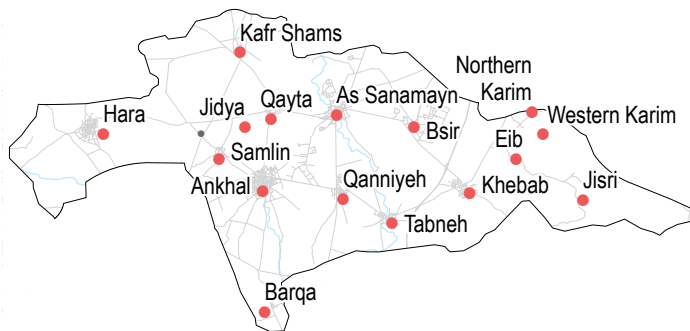 Kafr Shams
Northern
Karim
Hara
Jidya
Qayta
As Sanamayn
Western Karim
Bsir
Eib
Samlin
Ankhal
Qanniyeh
Khebab
Jisri
Tabneh
Barqa